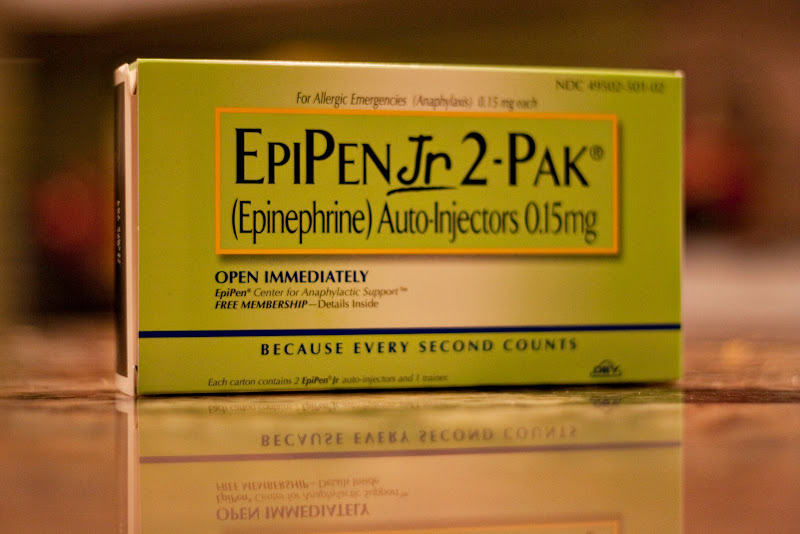 NDC 49502-501-02
For Allergic Emergencies (Anaphylaxis) 0.15 mg each
EPIPEN Jr 2-PAK®
(Epinephrine) Auto-Injectors 0.15mg
OPEN IMMEDIATELY
EpiPen® Center for Anaphylactic Support™
FREE MEMBERSHIP—Details Inside
BECAUSE EVERY SECOND COUNTS
Each carton contains 2 EpiPen® Jr auto-injectors and 1 trainer.
DEY